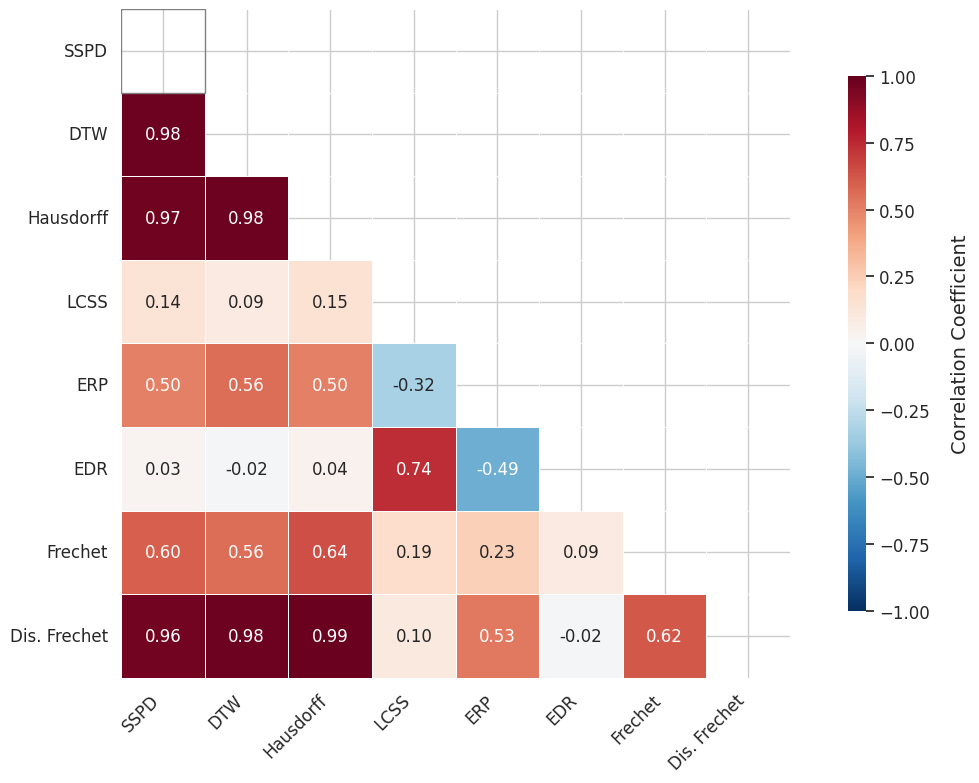 SSPD
DTW 0.98
Hausdorff 0.97 0.98
LCSS 0.14 0.09 0.15
ERP 0.50 0.56 0.50 -0.32
EDR 0.03 -0.02 0.04 0.74 -0.49
Frechet 0.60 0.56 0.64 0.19 0.23 0.09
Dis. Frechet 0.96 0.98 0.99 0.10 0.53 -0.02 0.62
SSPD DTW Hausdorff LCSS ERP EDR Frechet Dis. Frechet
1.00
0.75
0.50
0.25
0.00
−0.25
−0.50
−0.75
−1.00
Correlation Coefficient